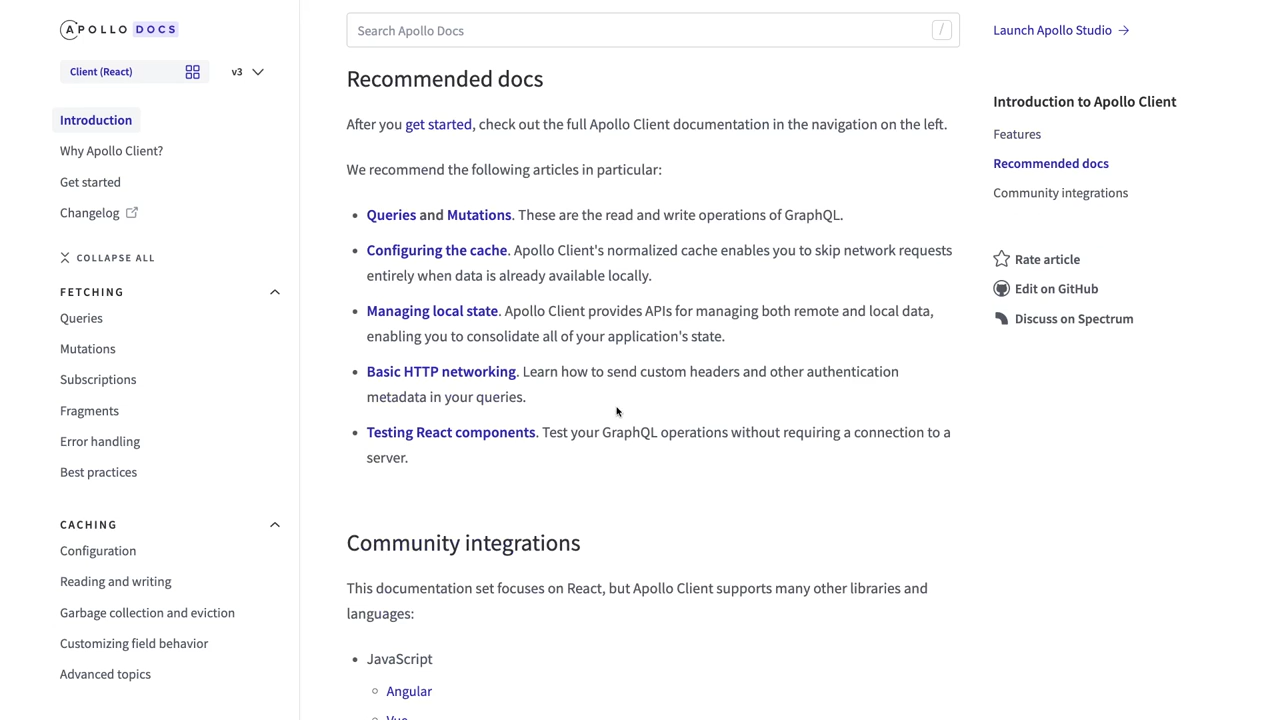 APOLLO DOCS
Client (React)
v3
Introduction
Why Apollo Client?
Get started
Changelog
COLLAPSE ALL
FETCHING
Queries
Mutations
Subscriptions
Fragments
Error handling
Best practices
CACHING
Configuration
Reading and writing
Garbage collection and eviction
Customizing field behavior
Advanced topics
Search Apollo Docs
/
Recommended docs
After you get started, check out the full Apollo Client documentation in the navigation on the left.
We recommend the following articles in particular:
Queries and Mutations. These are the read and write operations of GraphQL.
Configuring the cache. Apollo Client's normalized cache enables you to skip network requests
entirely when data is already available locally.
Managing local state. Apollo Client provides APIs for managing both remote and local data,
enabling you to consolidate all of your application's state.
Basic HTTP networking. Learn how to send custom headers and other authentication
metadata in your queries.
Testing React components. Test your GraphQL operations without requiring a connection to a
server.
Community integrations
This documentation set focuses on React, but Apollo Client supports many other libraries and
languages:
JavaScript
Angular
Vue
Launch Apollo Studio
Introduction to Apollo Client
Features
Recommended docs
Community integrations
Rate article
Edit on GitHub
Discuss on Spectrum